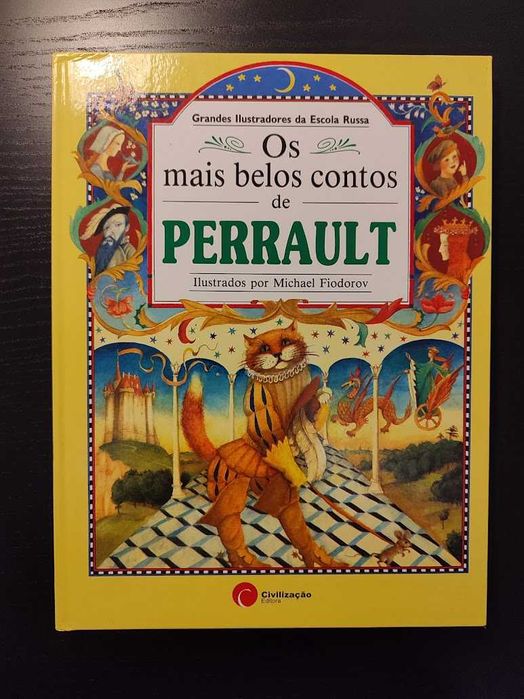 Grandes Ilustradores da Escola Russa
Os
mais belos contos
de
PERRAULT
Ilustrados por Michael Fiodorov
Civilização
Editora